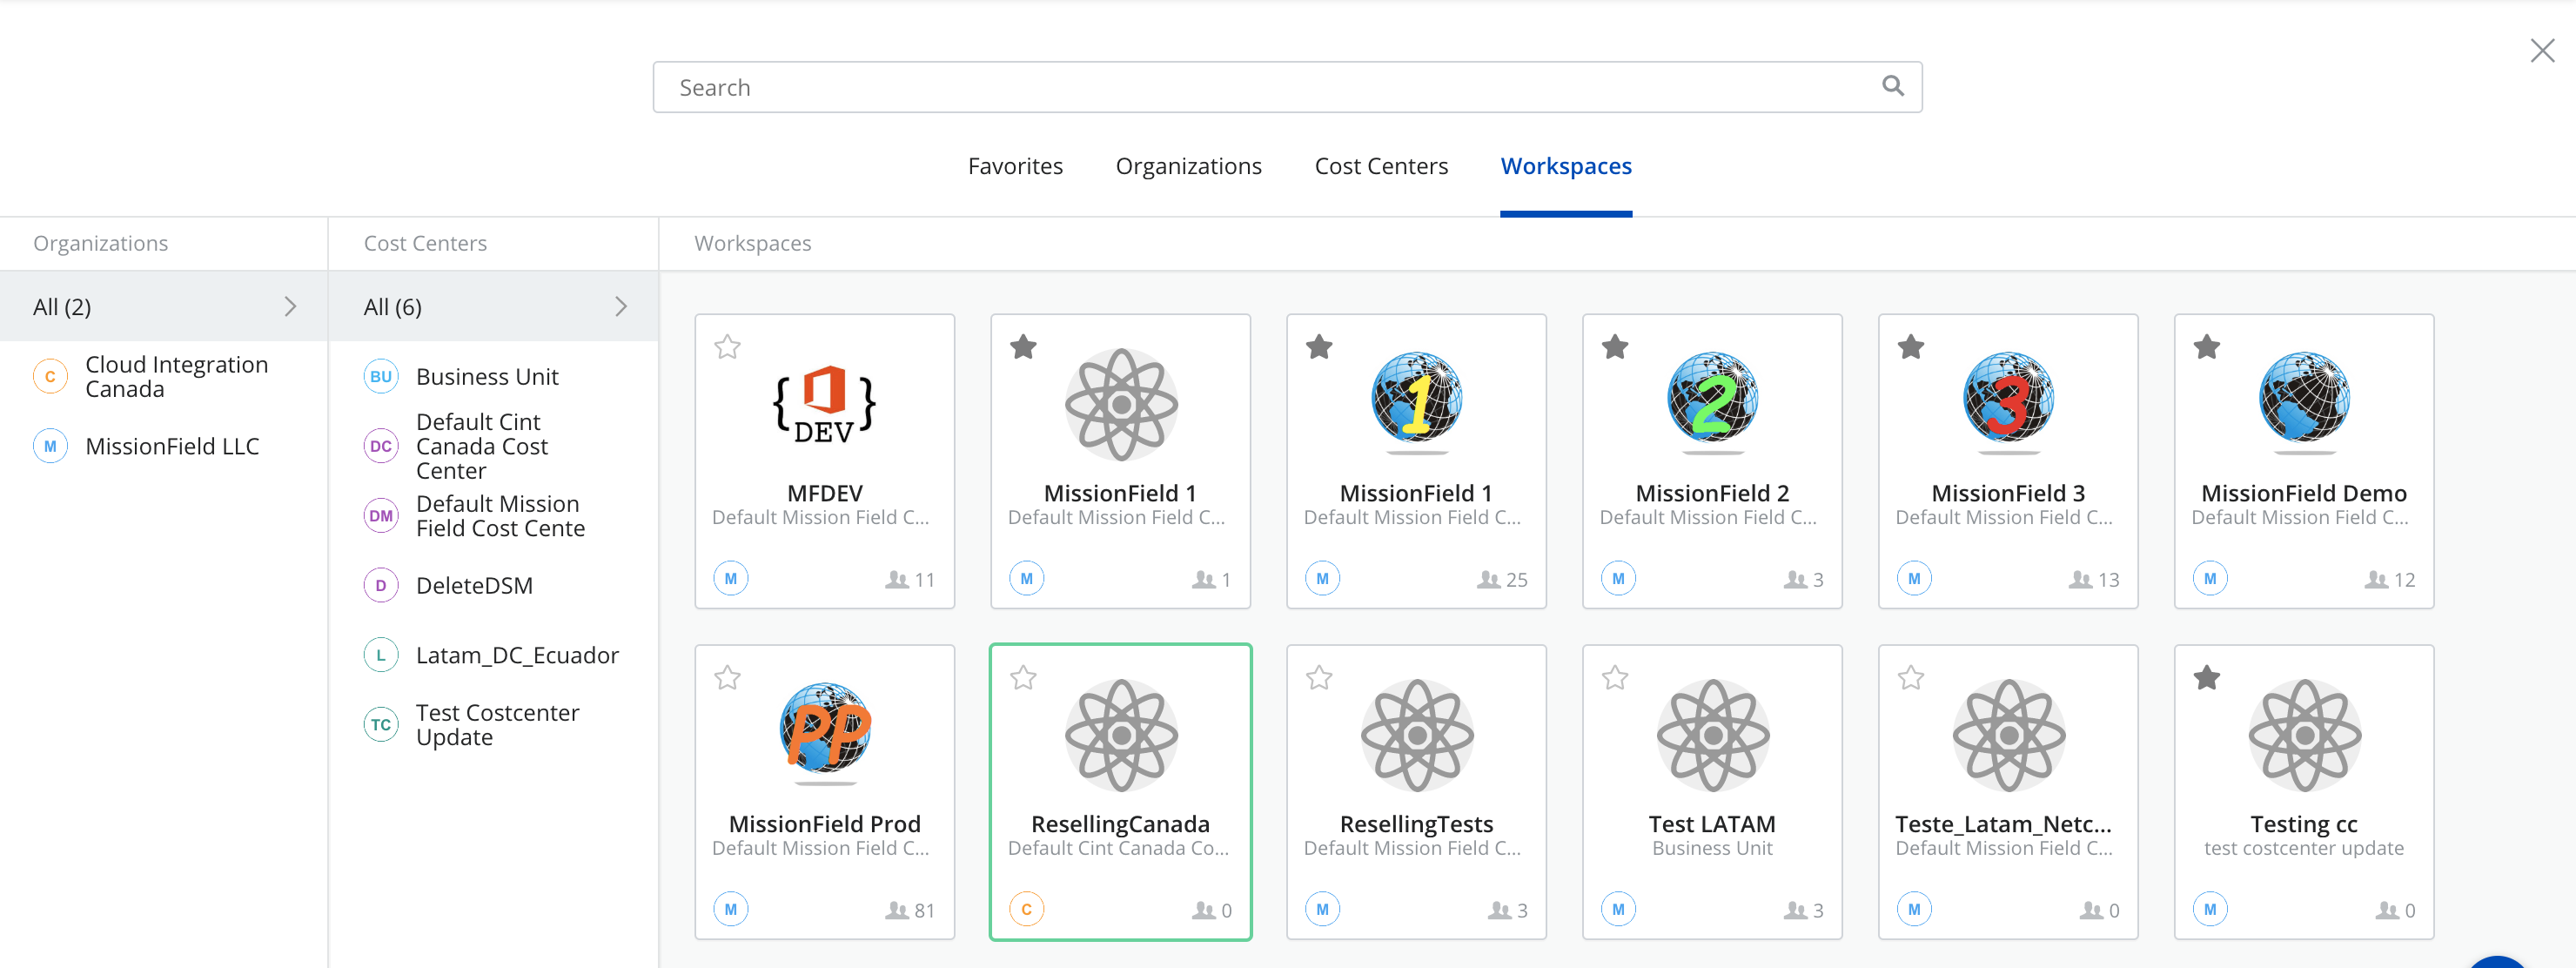 Search
Favorites Organizations Cost Centers Workspaces
Organizations
All (2)
C
Cloud Integration
Canada
M
MissionField LLC
Cost Centers
All (6)
BU
Business Unit
DC
Default Cint
Canada Cost
Center
DM
Default Mission
Field Cost Cente
D
DeleteDSM
L
Latam_DC_Ecuador
TC
Test Costcenter
Update
Workspaces
{DEV}
MFDEV
Default Mission Field C...
M 11
MissionField 1
Default Mission Field C...
M 1
1
MissionField 1
Default Mission Field C...
M 25
2
MissionField 2
Default Mission Field C...
M 3
3
MissionField 3
Default Mission Field C...
M 13
MissionField Demo
Default Mission Field C...
M 12
PP
MissionField Prod
Default Mission Field C...
M 81
ResellingCanada
Default Cint Canada Co...
C 0
ResellingTests
Default Mission Field C...
M 3
Test LATAM
Business Unit
M 3
Teste_Latam_Netc...
Default Mission Field C...
M 0
Testing cc
test costcenter update
M 0